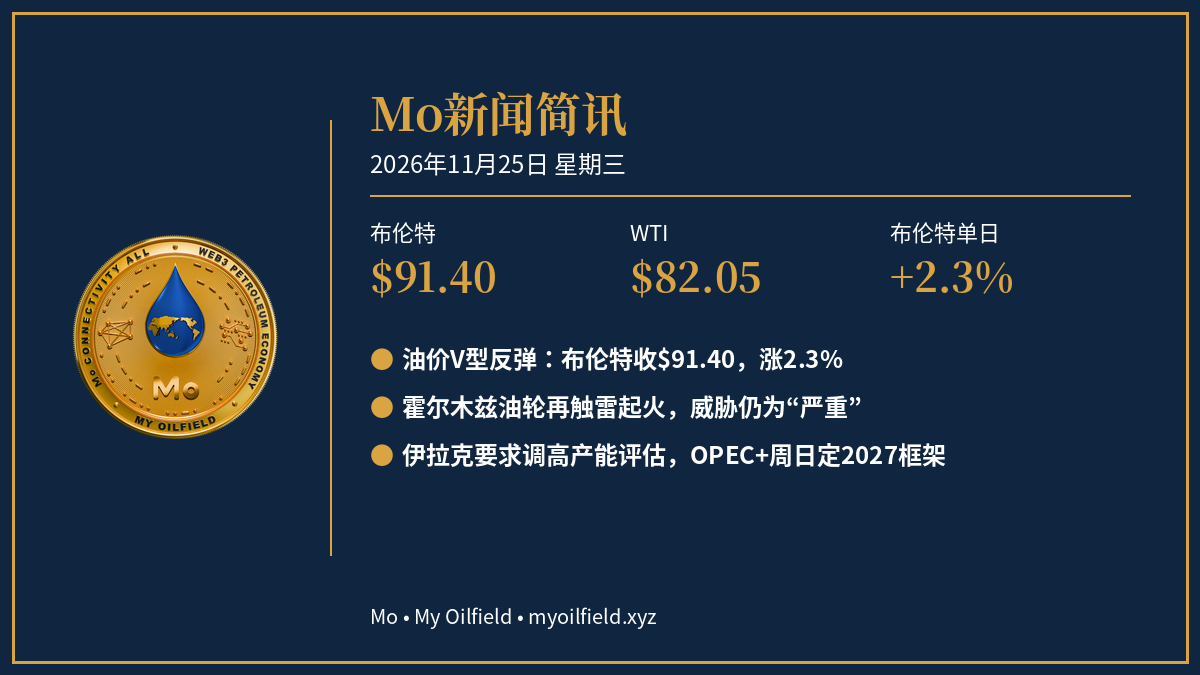 Mo新闻简讯
2026年11月25日 星期三
布伦特
WTI
布伦特单日
$91.40
$82.05
+2.3%
油价V型反弹：布伦特收$91.40，涨2.3%
霍尔木兹油轮再触雷起火，威胁仍为“严重”
伊拉克要求调高产能评估，OPEC+周日定2027框架
Mo CONNECTIVITY ALL
WEB3 PETROLEUM ECONOMY
Mo
MY OILFIELD
Mo • My Oilfield • myoilfield.xyz